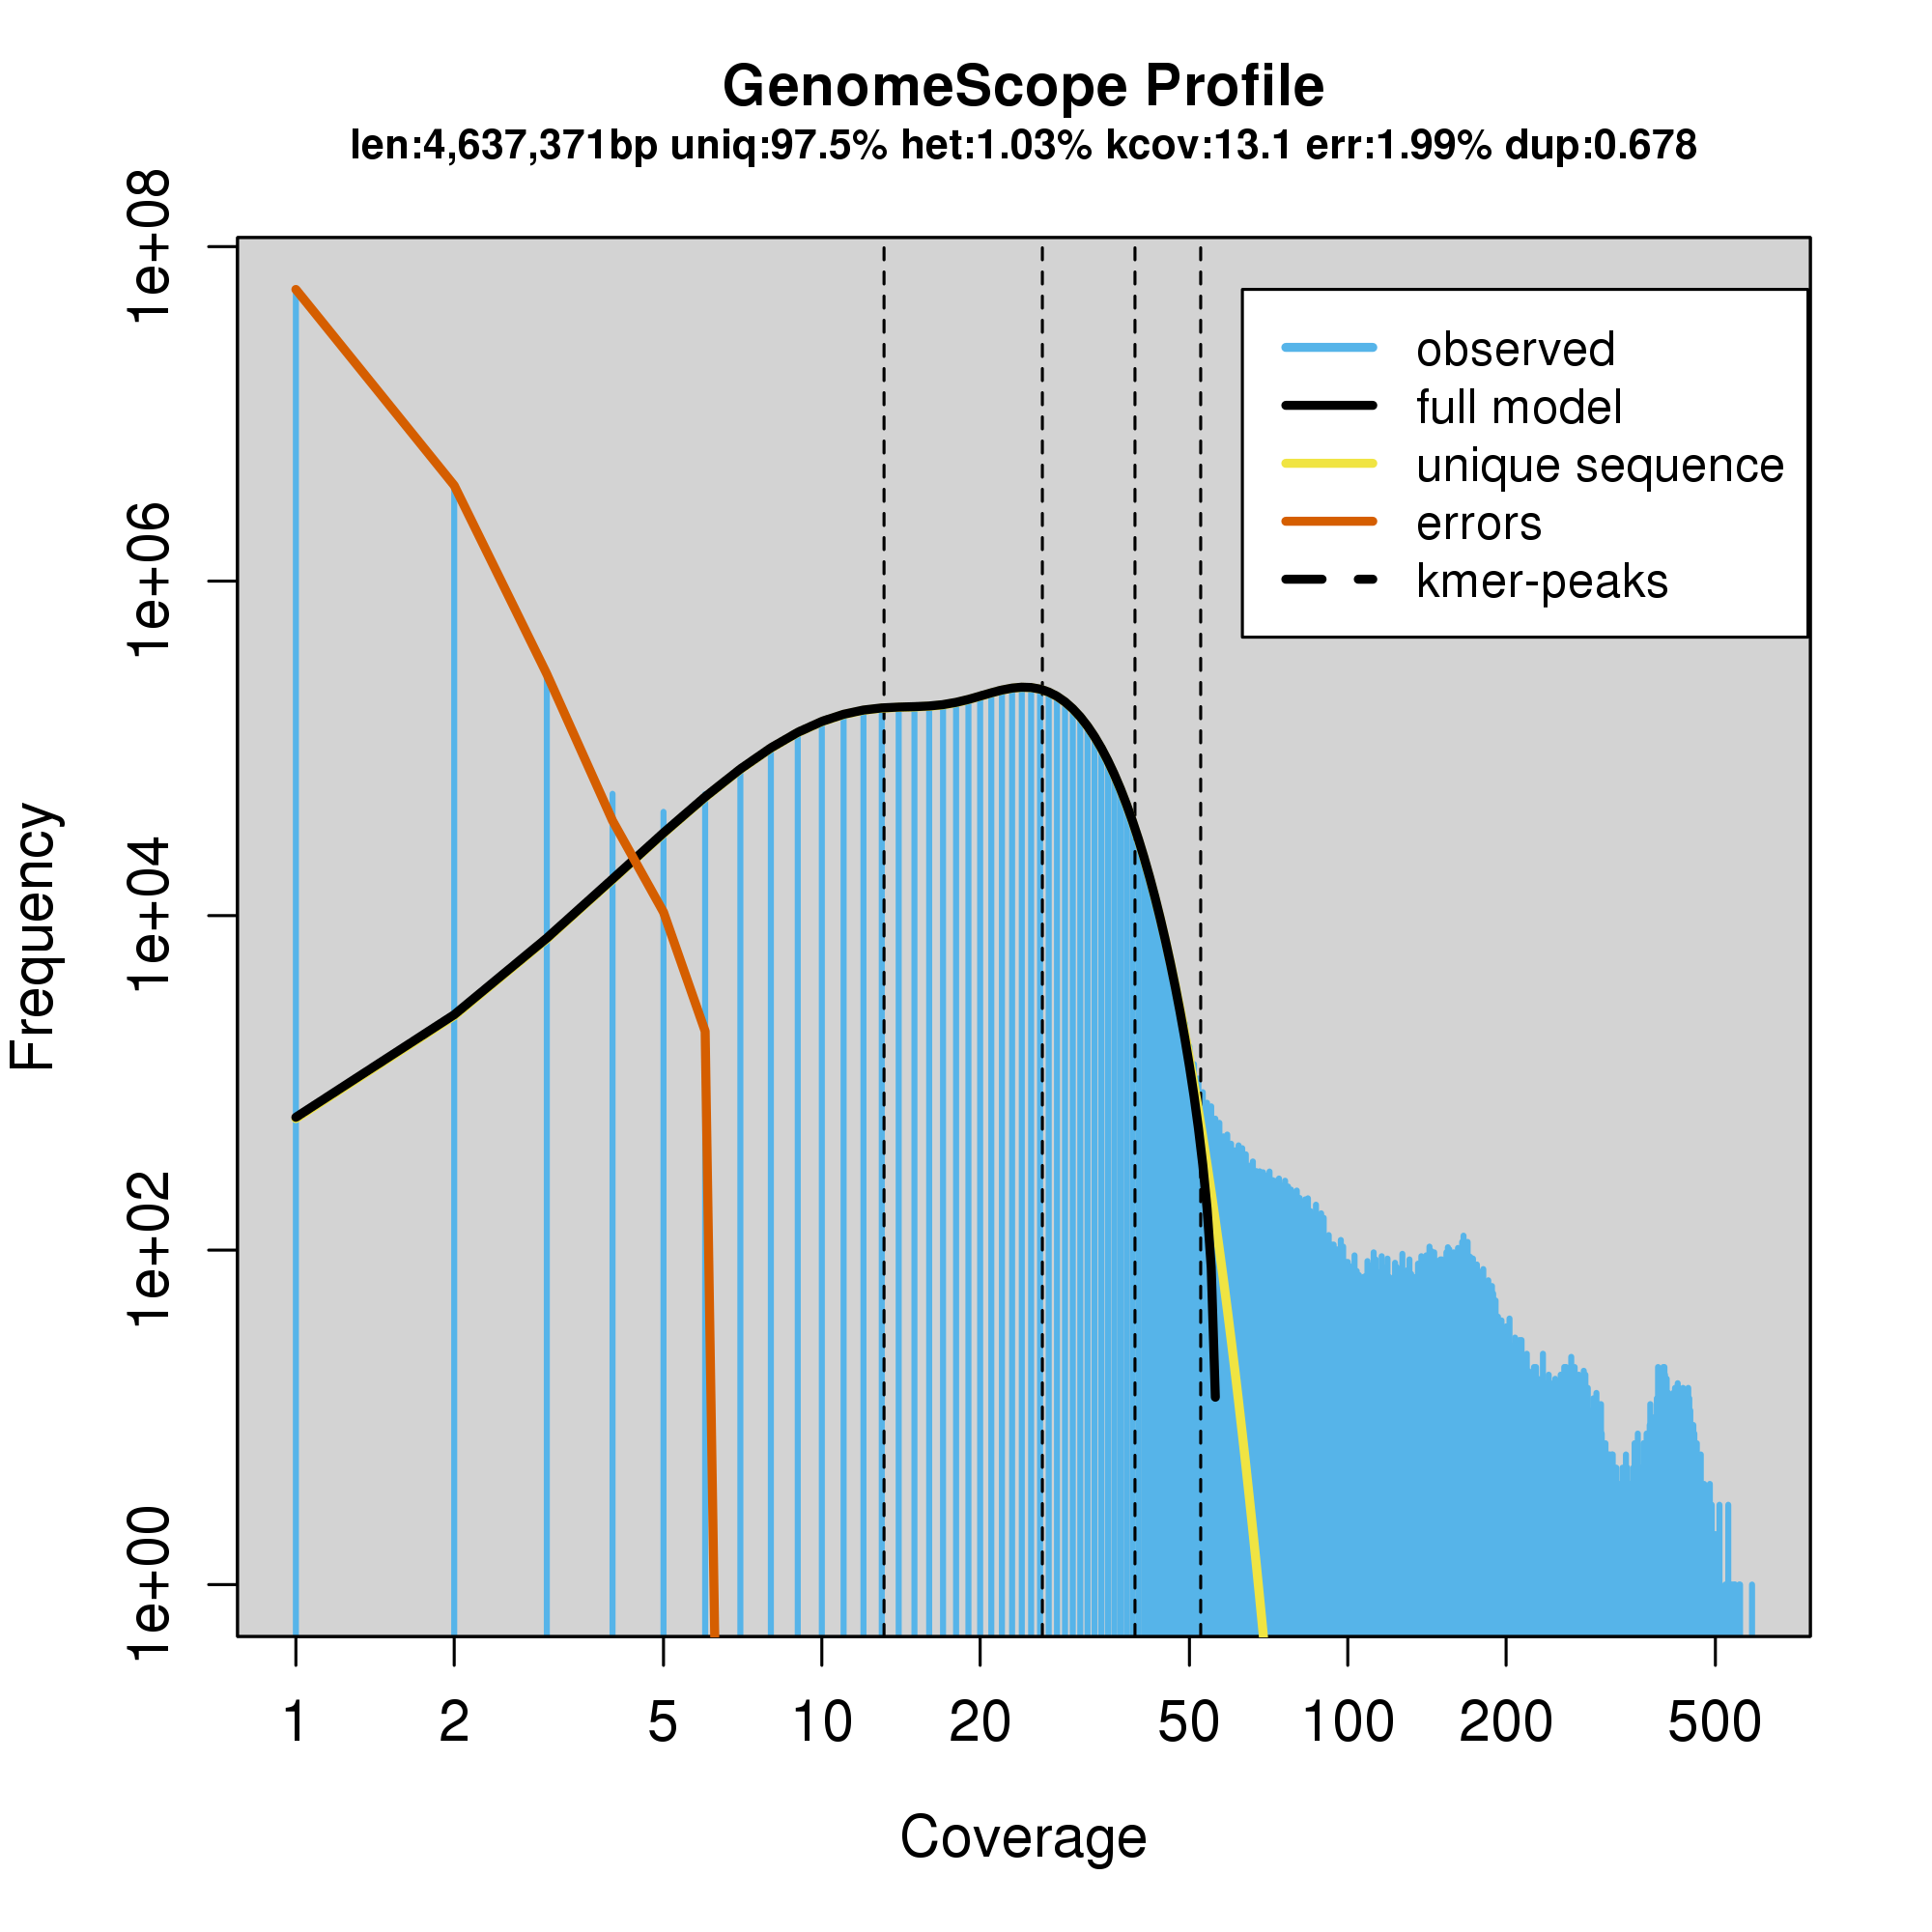 GenomeScope Profile
len:4,637,371bp uniq:97.5% het:1.03% kcov:13.1 err:1.99% dup:0.678
1e+08
1e+06
1e+04
1e+02
1e+00
Frequency
observed
full model
unique sequence
errors
kmer-peaks
1 2 5 10 20 50 100 200 500
Coverage